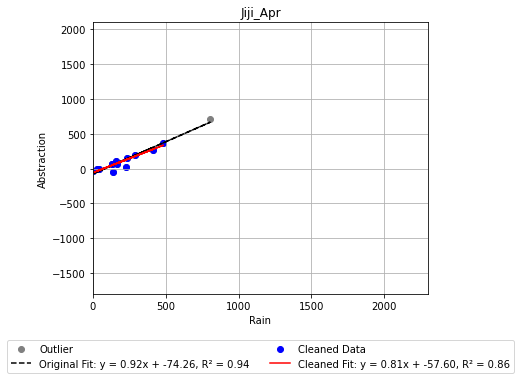 Jiji_Apr
2000
1500
1000
500
0
−500
−1000
−1500
Abstraction
0 500 1000 1500 2000
Rain
Outlier Cleaned Data
Original Fit: y = 0.92x + -74.26, R² = 0.94 Cleaned Fit: y = 0.81x + -57.60, R² = 0.86